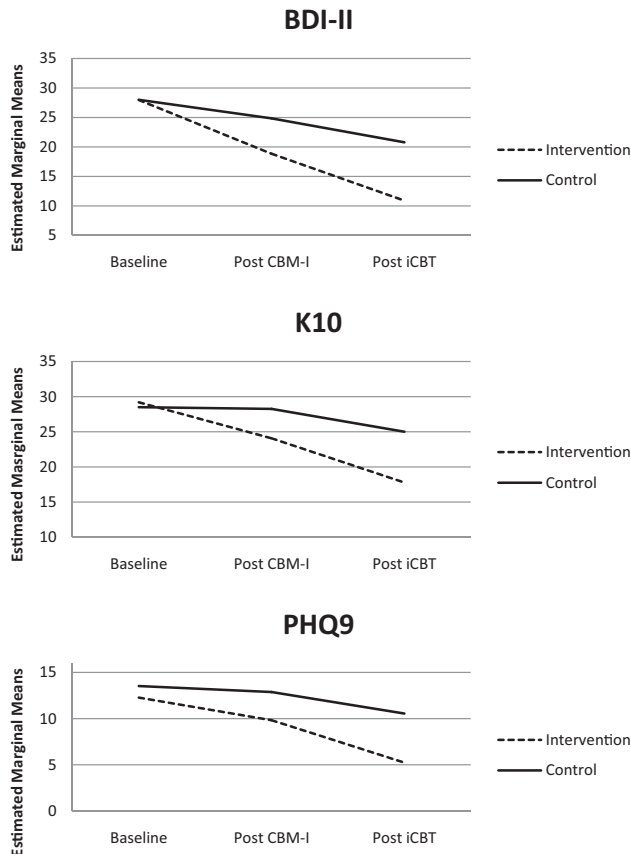 BDI-II
Estimated Marginal Means
35
30
25
20
15
10
5
Baseline
Post CBM-I
Post iCBT
Intervention
Control
K10
Estimated Masrginal Means
35
30
25
20
15
10
Baseline
Post CBM-I
Post iCBT
Intervention
Control
PHQ9
Estimated Marginal Means
15
10
5
0
Baseline
Post CBM-I
Post iCBT
Intervention
Control